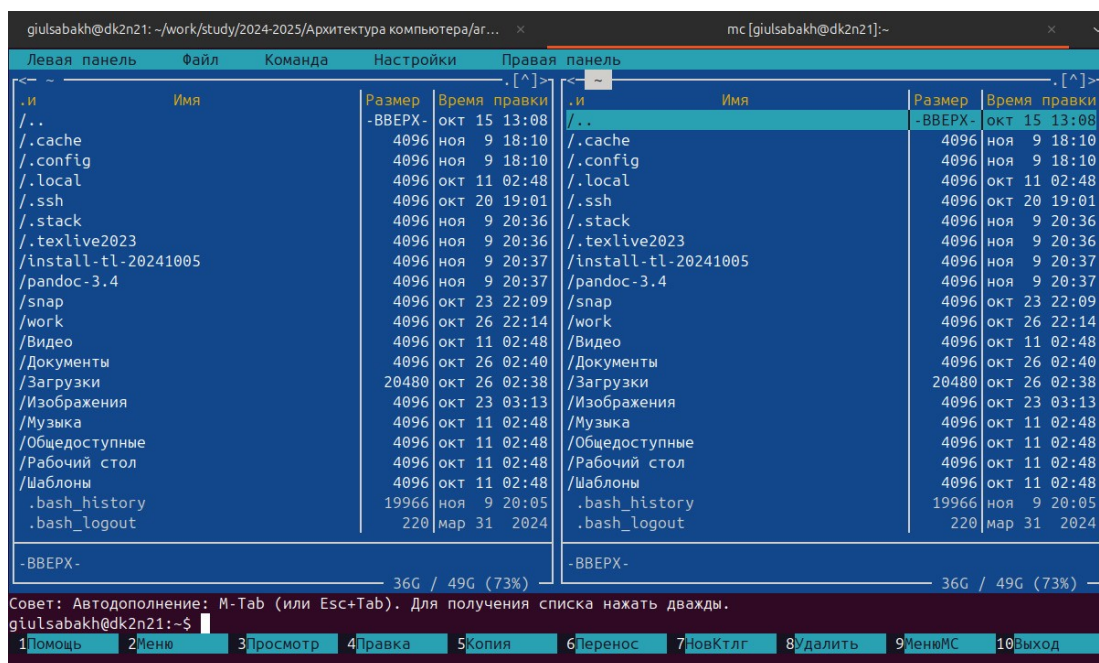 giulsabakh@dk2n21: ~/work/study/2024-2025/Архитектура компьютера/ar... × mc [giulsabakh@dk2n21]:~ ×
Левая панель Файл Команда Настройки Правая панель
<— ~ .[^]> <— ~ .[^]>
.и Имя Размер Время правки .и Имя Размер Время правки
/.. -ВВЕРХ- окт 15 13:08 /.. -ВВЕРХ- окт 15 13:08
/.cache 4096 ноя 9 18:10 /.cache 4096 ноя 9 18:10
/.config 4096 ноя 9 18:10 /.config 4096 ноя 9 18:10
/.local 4096 окт 11 02:48 /.local 4096 окт 11 02:48
/.ssh 4096 окт 20 19:01 /.ssh 4096 окт 20 19:01
/.stack 4096 ноя 9 20:36 /.stack 4096 ноя 9 20:36
/.texlive2023 4096 ноя 9 20:36 /.texlive2023 4096 ноя 9 20:36
/install-tl-20241005 4096 ноя 9 20:37 /install-tl-20241005 4096 ноя 9 20:37
/pandoc-3.4 4096 ноя 9 20:37 /pandoc-3.4 4096 ноя 9 20:37
/snap 4096 окт 23 22:09 /snap 4096 окт 23 22:09
/work 4096 окт 26 22:14 /work 4096 окт 26 22:14
/Видео 4096 окт 11 02:48 /Видео 4096 окт 11 02:48
/Документы 4096 окт 26 02:40 /Документы 4096 окт 26 02:40
/Загрузки 20480 окт 26 02:38 /Загрузки 20480 окт 26 02:38
/Изображения 4096 окт 23 03:13 /Изображения 4096 окт 23 03:13
/Музыка 4096 окт 11 02:48 /Музыка 4096 окт 11 02:48
/Общедоступные 4096 окт 11 02:48 /Общедоступные 4096 окт 11 02:48
/Рабочий стол 4096 окт 11 02:48 /Рабочий стол 4096 окт 11 02:48
/Шаблоны 4096 окт 11 02:48 /Шаблоны 4096 окт 11 02:48
.bash_history 19966 ноя 9 20:05 .bash_history 19966 ноя 9 20:05
.bash_logout 220 мар 31 2024 .bash_logout 220 мар 31 2024
-ВВЕРХ- -ВВЕРХ-
36G / 49G (73%) 36G / 49G (73%)
Совет: Автодополнение: M-Tab (или Esc+Tab). Для получения списка нажать дважды.
giulsabakh@dk2n21:~$
1Помощь 2Меню 3Просмотр 4Правка 5Копия 6Перенос 7НовКтлг 8Удалить 9МенюMC 10Выход